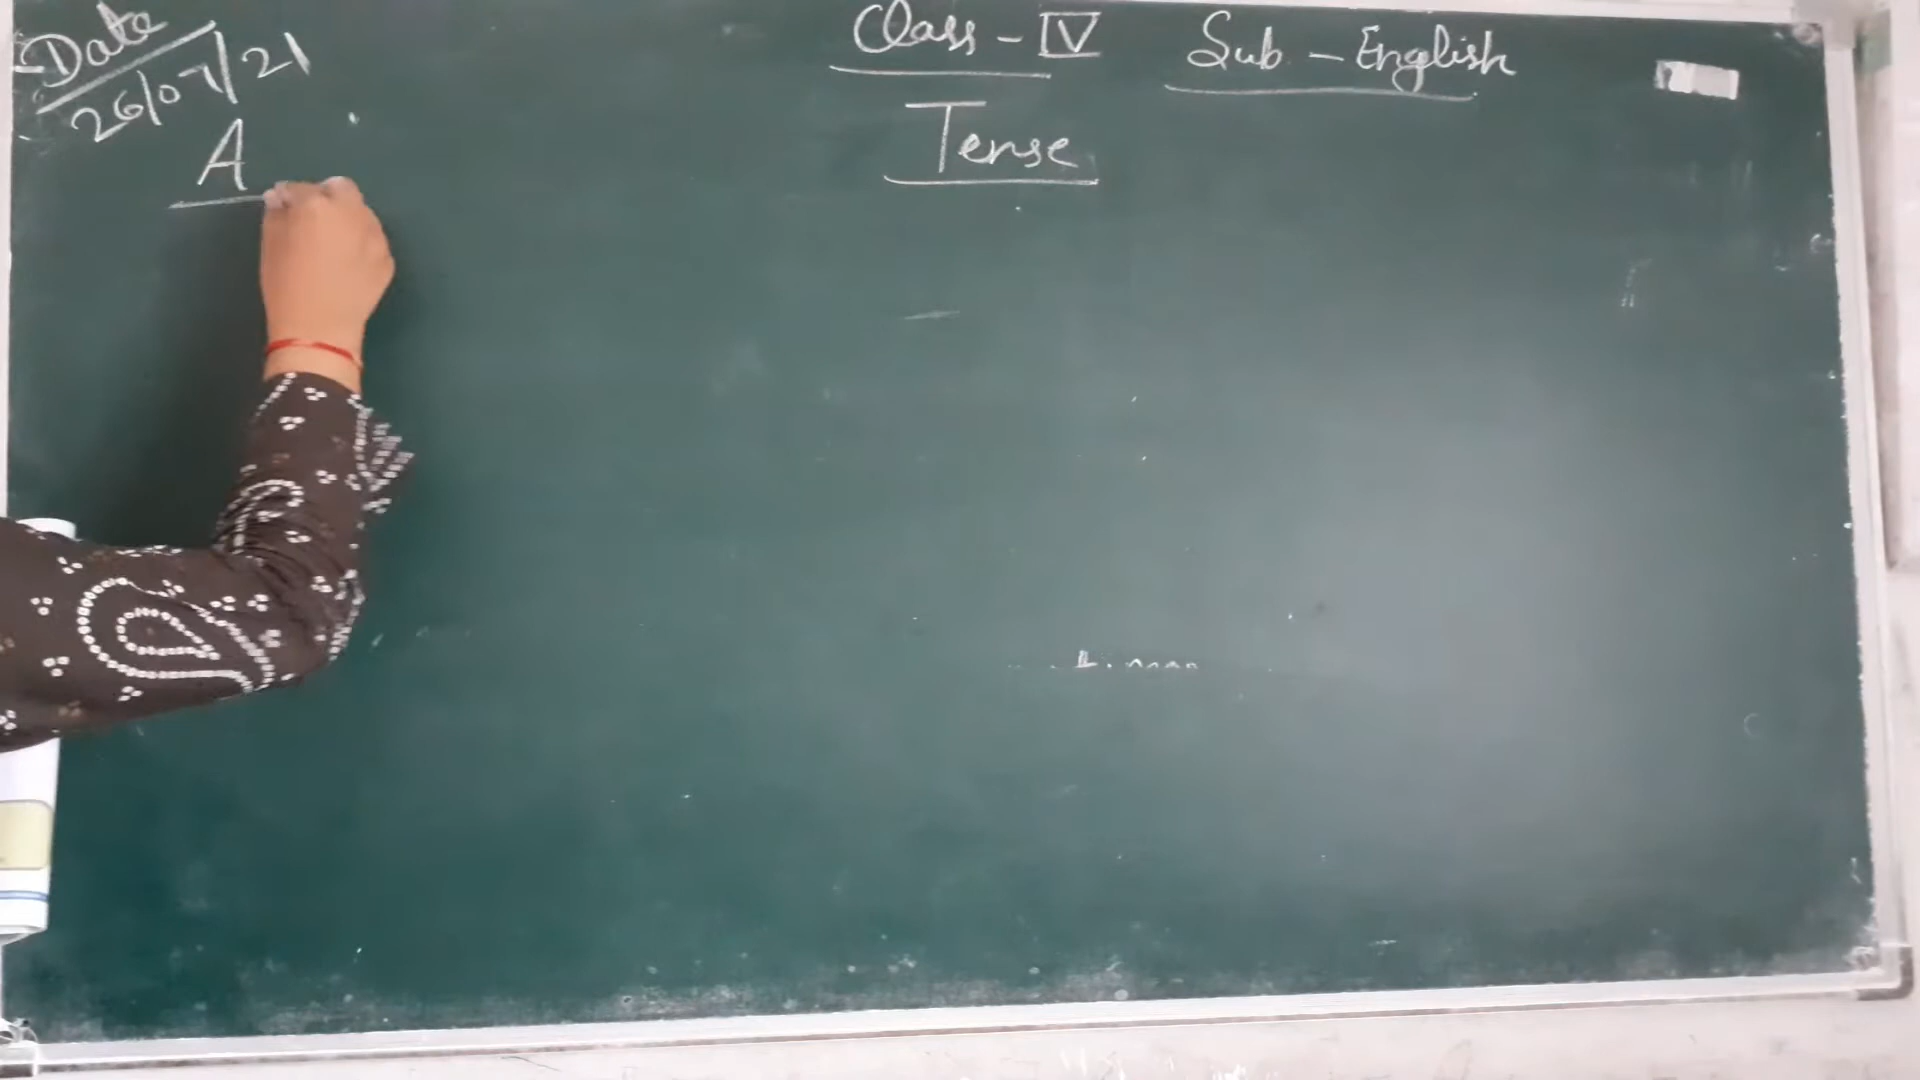 Date
26/07/21
Class - IV Sub - English
Tense
A